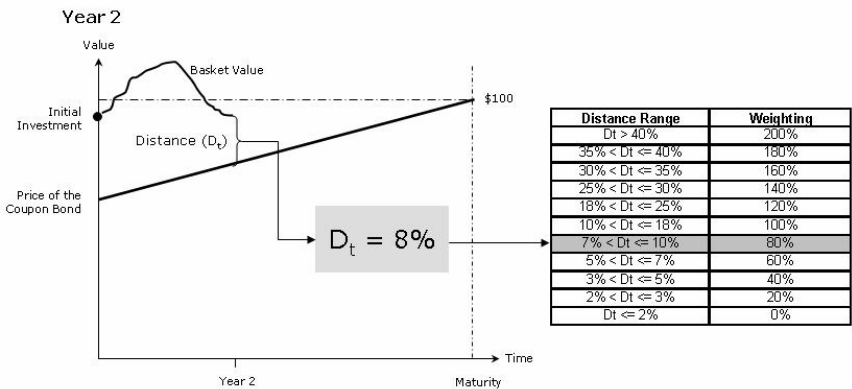 Year 2
Value
Basket Value
Initial
Investment
$100
Distance (Dt)
Price of the
Coupon Bond
Dt = 8%
Time
Year 2
Maturity
Distance Range Weighting
Dt > 40% 200%
35% < Dt <= 40% 180%
30% < Dt <= 35% 160%
25% < Dt <= 30% 140%
18% < Dt <= 25% 120%
10% < Dt <= 18% 100%
7% < Dt <= 10% 80%
5% < Dt <= 7% 60%
3% < Dt <= 5% 40%
2% < Dt <= 3% 20%
Dt <= 2% 0%